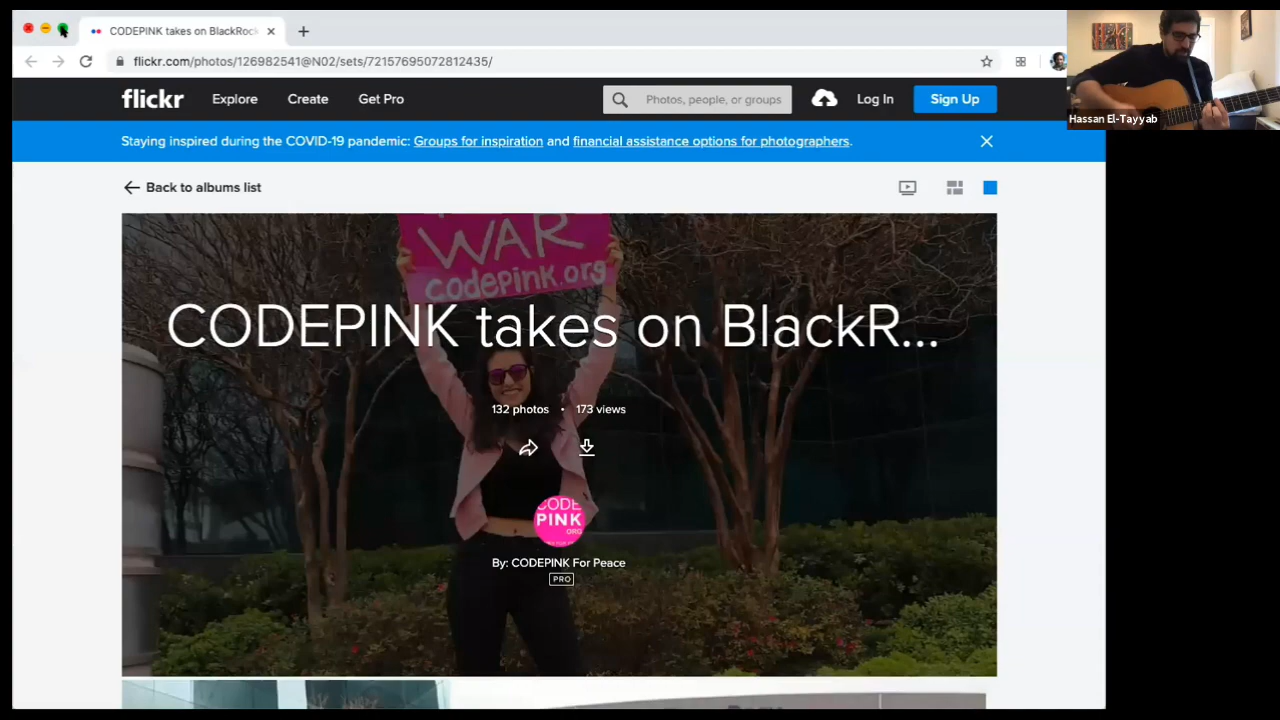 CODEPINK takes on BlackRock
flickr.com/photos/126982541@N02/sets/72157695072812435/
Hassan El-Tayyab
flickr
Explore
Create
Get Pro
Photos, people, or groups
Log In
Sign Up
Staying inspired during the COVID-19 pandemic: Groups for inspiration and financial assistance options for photographers.
Back to albums list
WAR
codepink.org
CODEPINK takes on BlackR...
132 photos • 173 views
CODE
PINK
ORG
By: CODEPINK For Peace
PRO